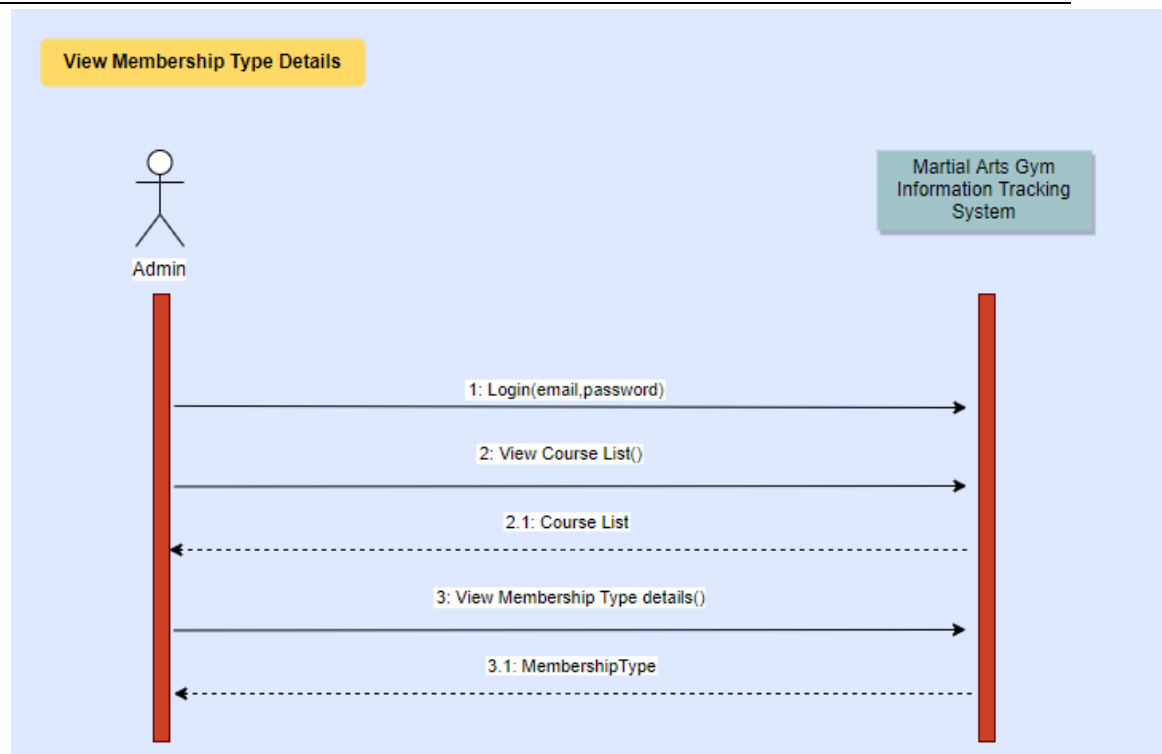 View Membership Type Details
Martial Arts Gym
Information Tracking
System
Admin
1: Login(email,password)
2: View Course List()
2.1: Course List
3: View Membership Type details()
3.1: MembershipType